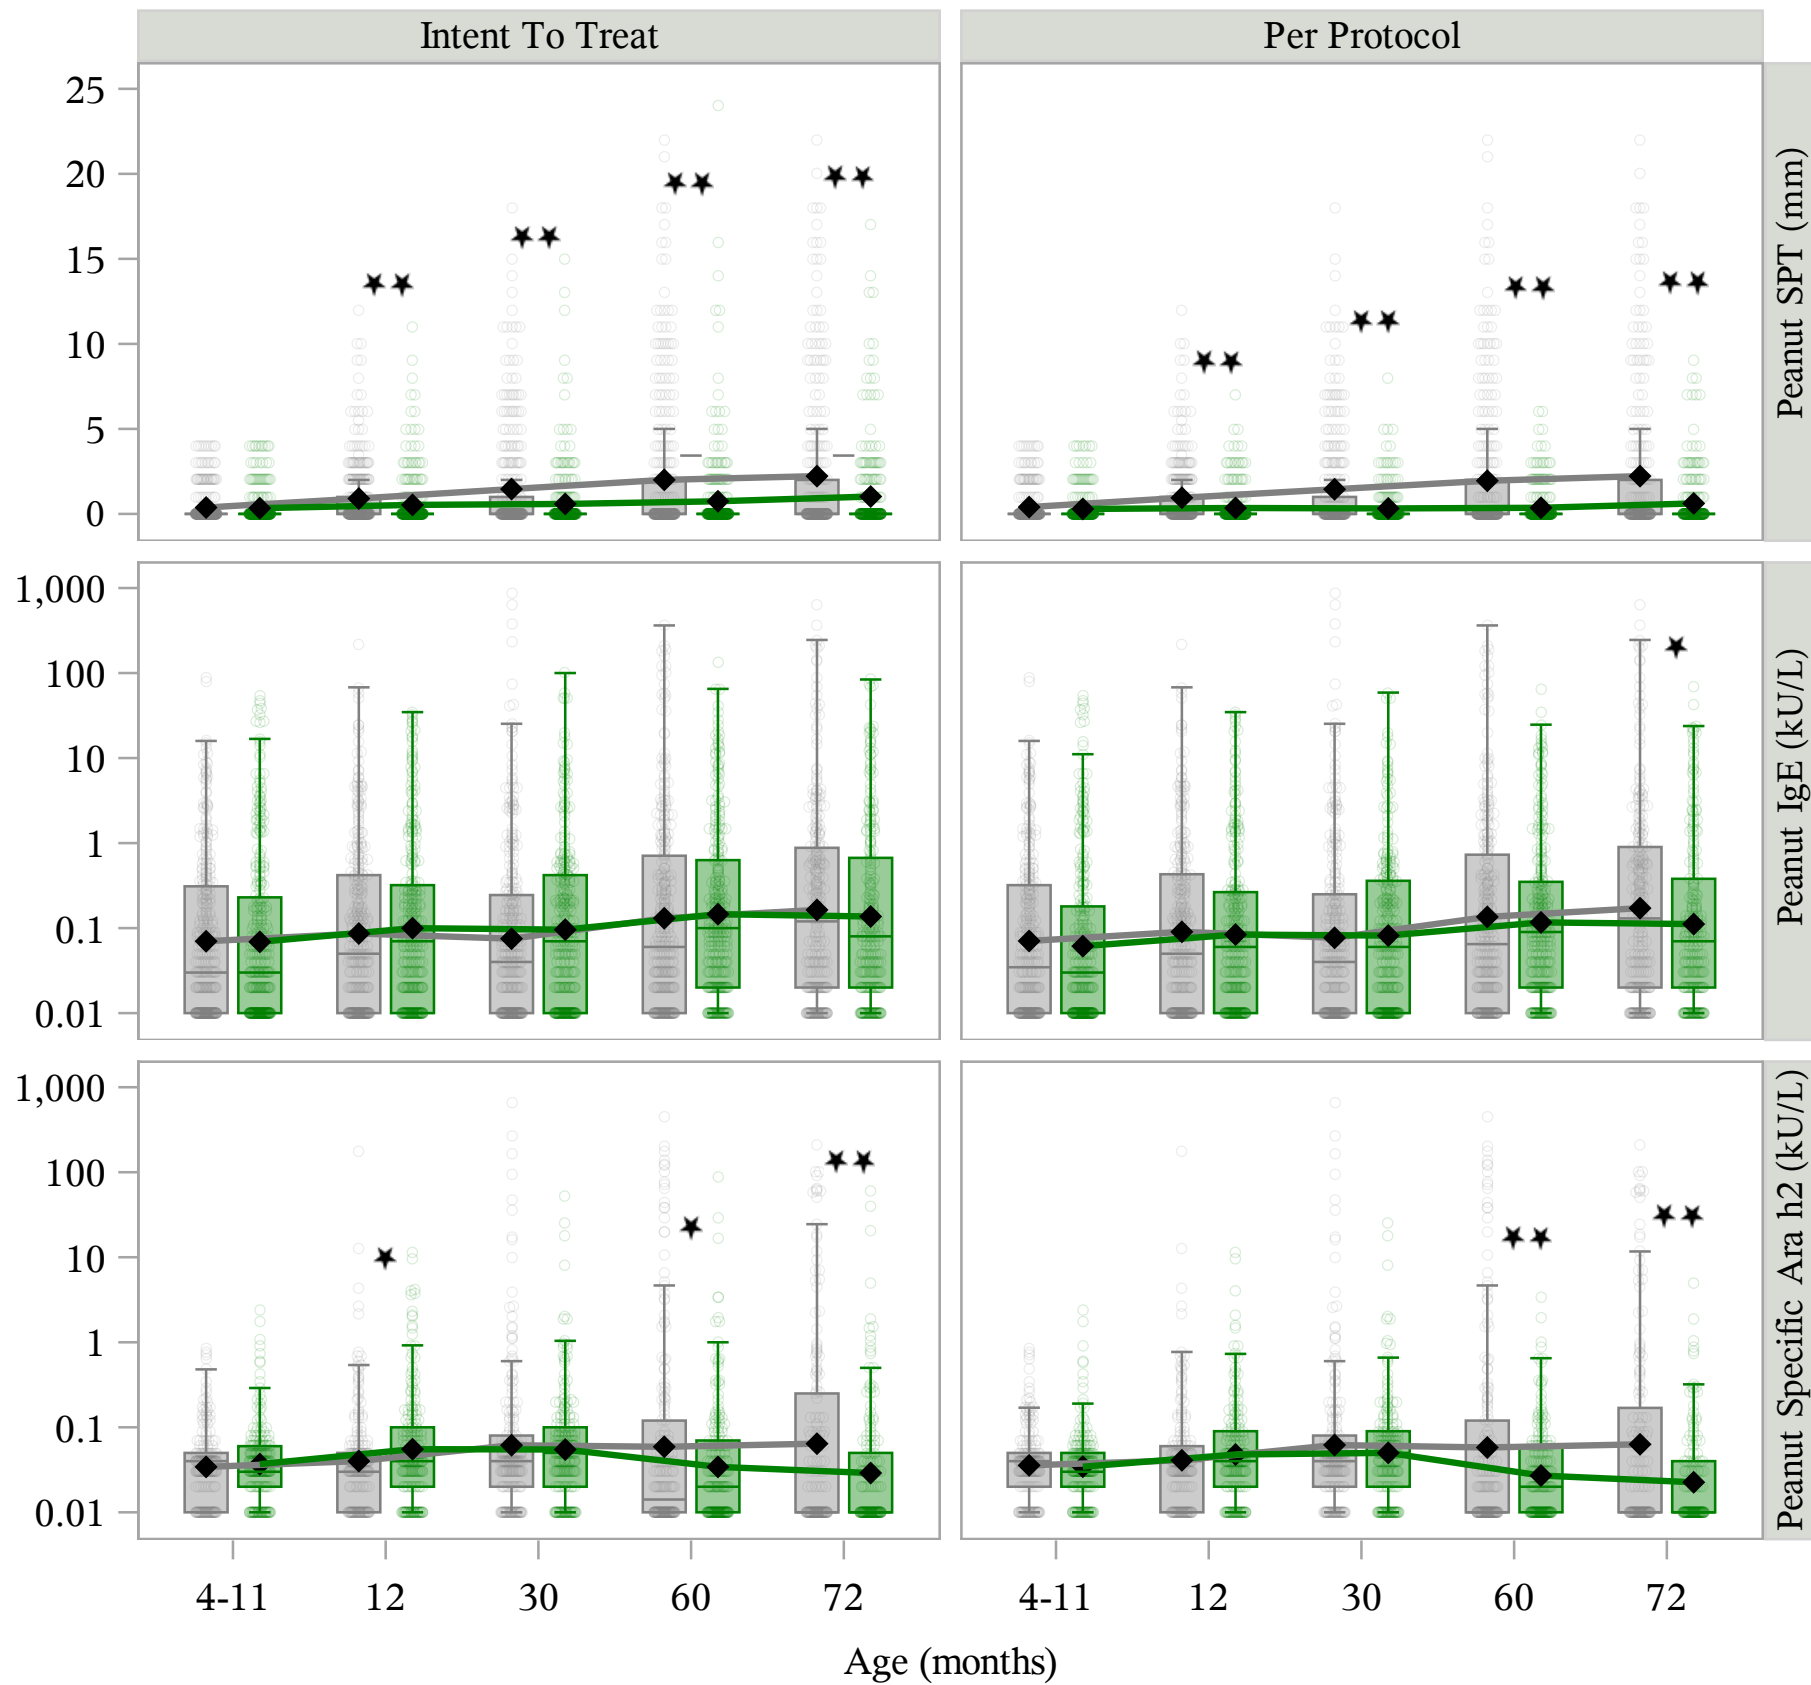 Intent To Treat
Per Protocol
25
20
15
10
5
0
Peanut SPT (mm)
1,000
100
10
1
0.1
0.01
Peanut IgE (kU/L)
1,000
100
10
1
0.1
0.01
Peanut Specific Ara h2 (kU/L)
4-11 12 30 60 72
4-11 12 30 60 72
Age (months)